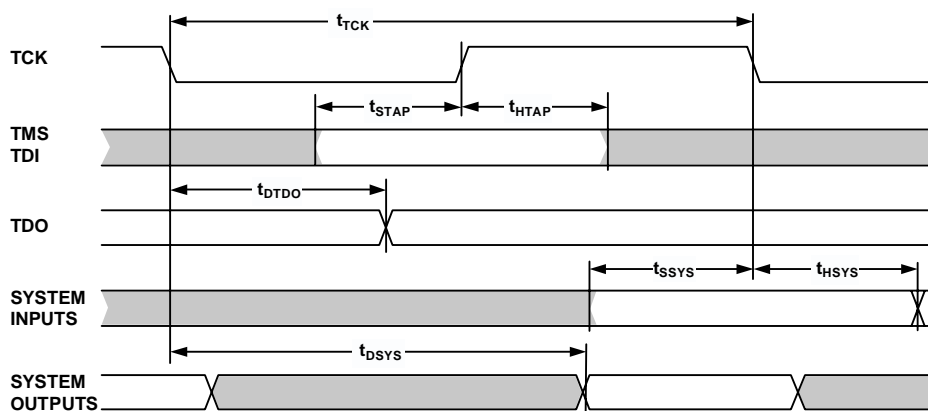 tTCK
TCK
tSTAP
tHTAP
TMS
TDI
tDTDO
TDO
tSSYS
tHSYS
SYSTEM
INPUTS
tDSYS
SYSTEM
OUTPUTS